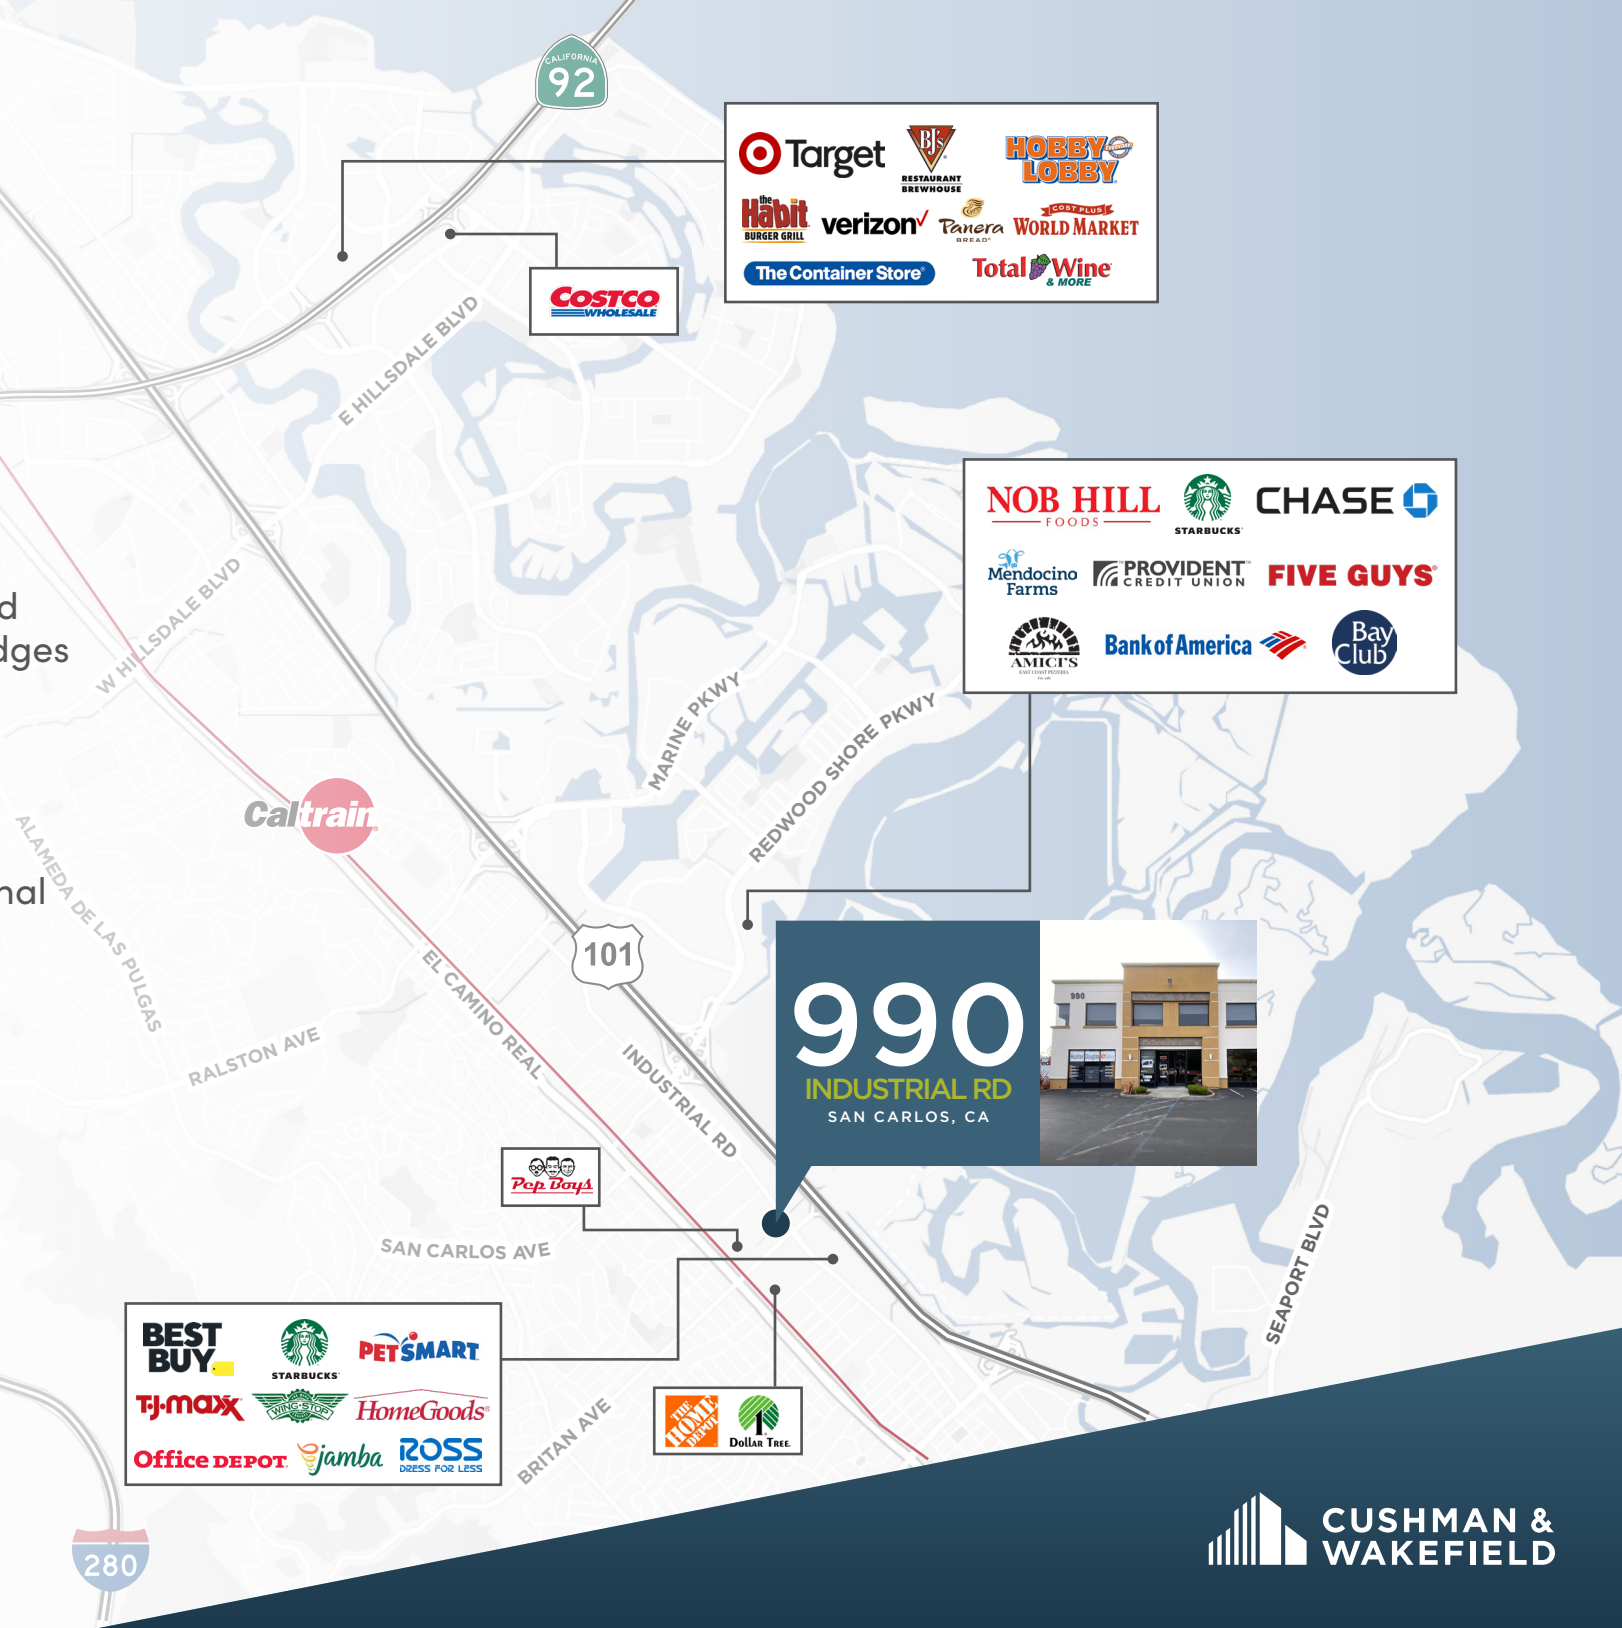 CALIFORNIA
92
Target
BJ's
RESTAURANT
BREWHOUSE
HOBBY
LOBBY
the
Habit
BURGER GRILL
verizon
Panera
BREAD
COST PLUS
WORLD MARKET
The Container Store
Total Wine
& MORE
COSTCO
WHOLESALE
E HILLSDALE BLVD
NOB HILL
FOODS
STARBUCKS
CHASE
Mendocino
Farms
PROVIDENT
CREDIT UNION
FIVE GUYS
AMICI'S
EAST COAST PIZZERIA
Bank of America
Bay
Club
W HILLSDALE BLVD
d
dges
MARINE PKWY
REDWOOD SHORE PKWY
Caltrain
ALAMEDA DE LAS PULGAS
nal
101
EL CAMINO REAL
990
INDUSTRIAL RD
SAN CARLOS, CA
990
RALSTON AVE
INDUSTRIAL RD
Pep Boys
SAN CARLOS AVE
SEAPORT BLVD
BEST
BUY
STARBUCKS
PETSMART
T.J.maxx
WING-STOP
HomeGoods
Office DEPOT
jamba
ROSS
DRESS FOR LESS
THE
HOME
DEPOT
1
DOLLAR TREE
BRITAN AVE
280
CUSHMAN &
WAKEFIELD